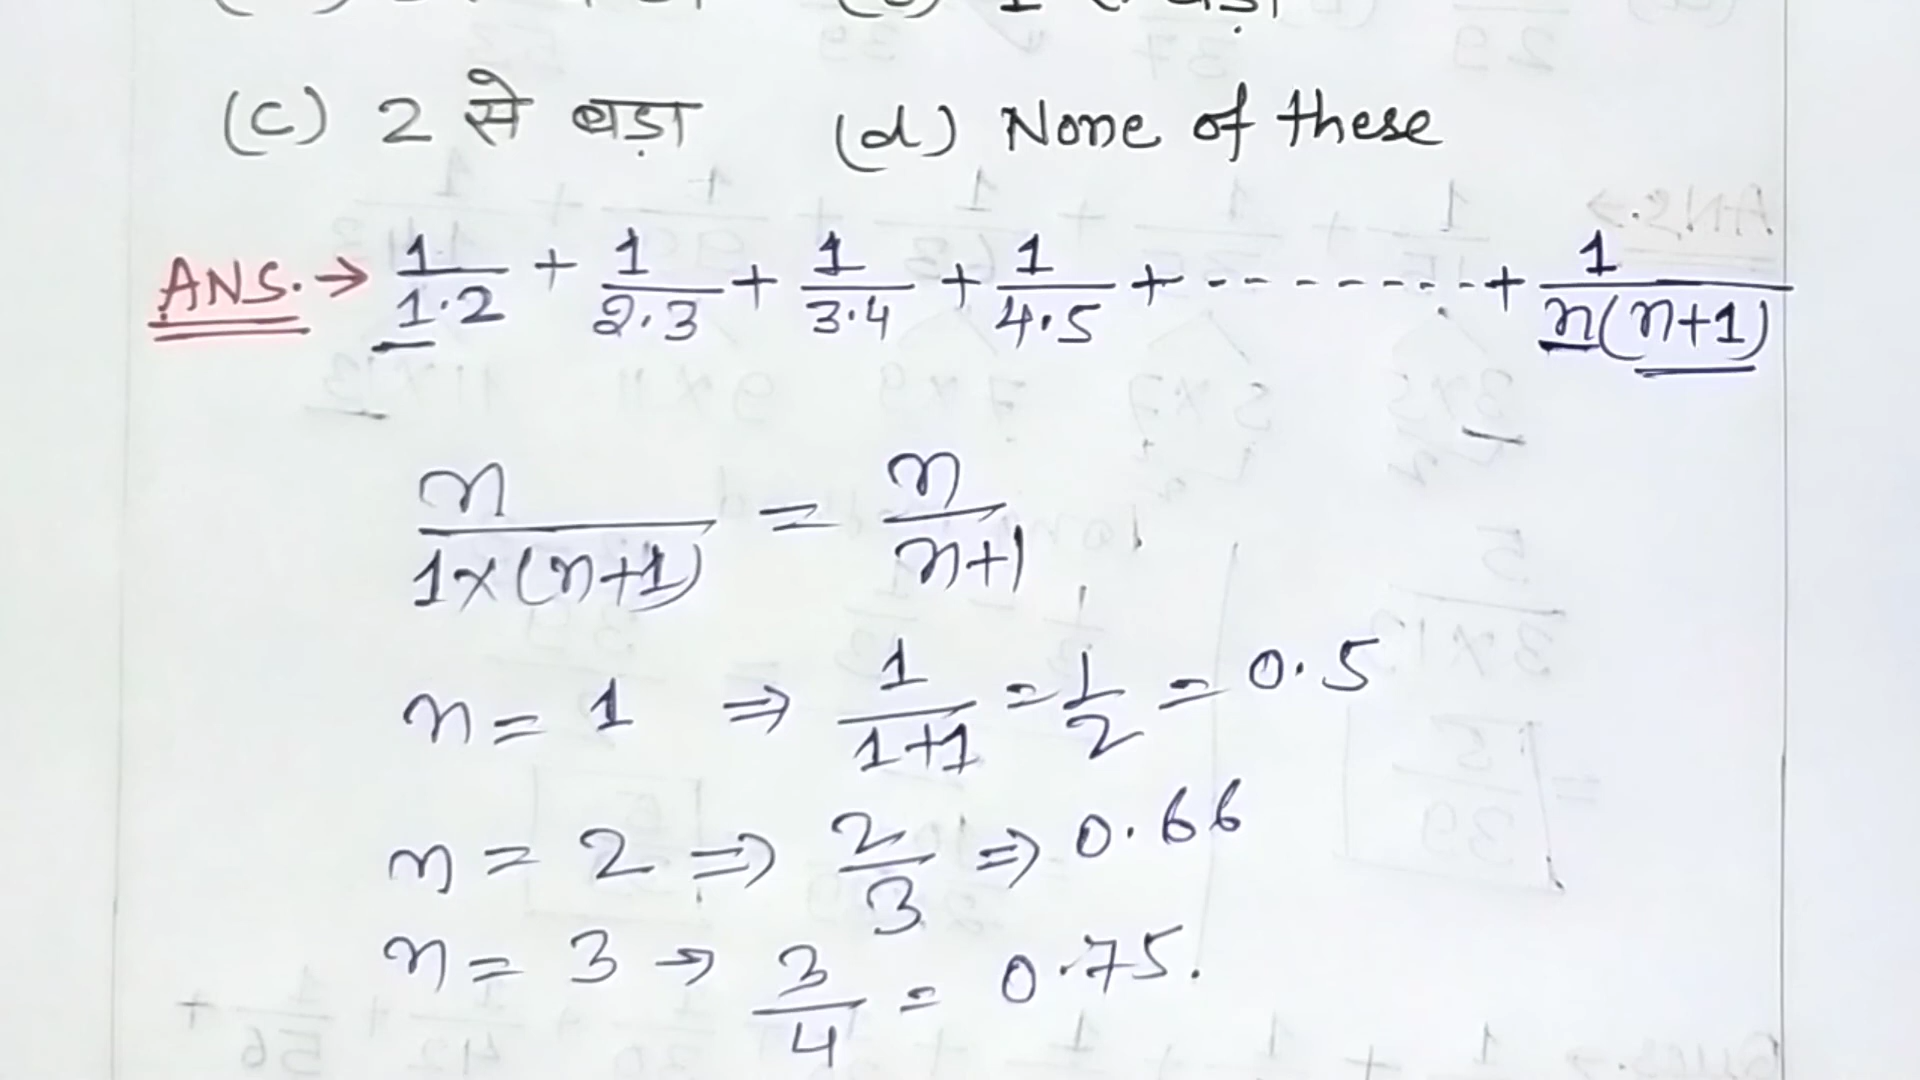 (c) 2 से बड़ा (d) None of these
ANS. → 1/1·2 + 1/2·3 + 1/3·4 + 1/4·5 + --------- + 1/n(n+1)
n/1×(n+1) = n/n+1
n = 1 ⇒ 1/1+1 = 1/2 = 0.5
n = 2 ⇒ 2/3 ⇒ 0.66
n = 3 → 3/4 = 0.75.